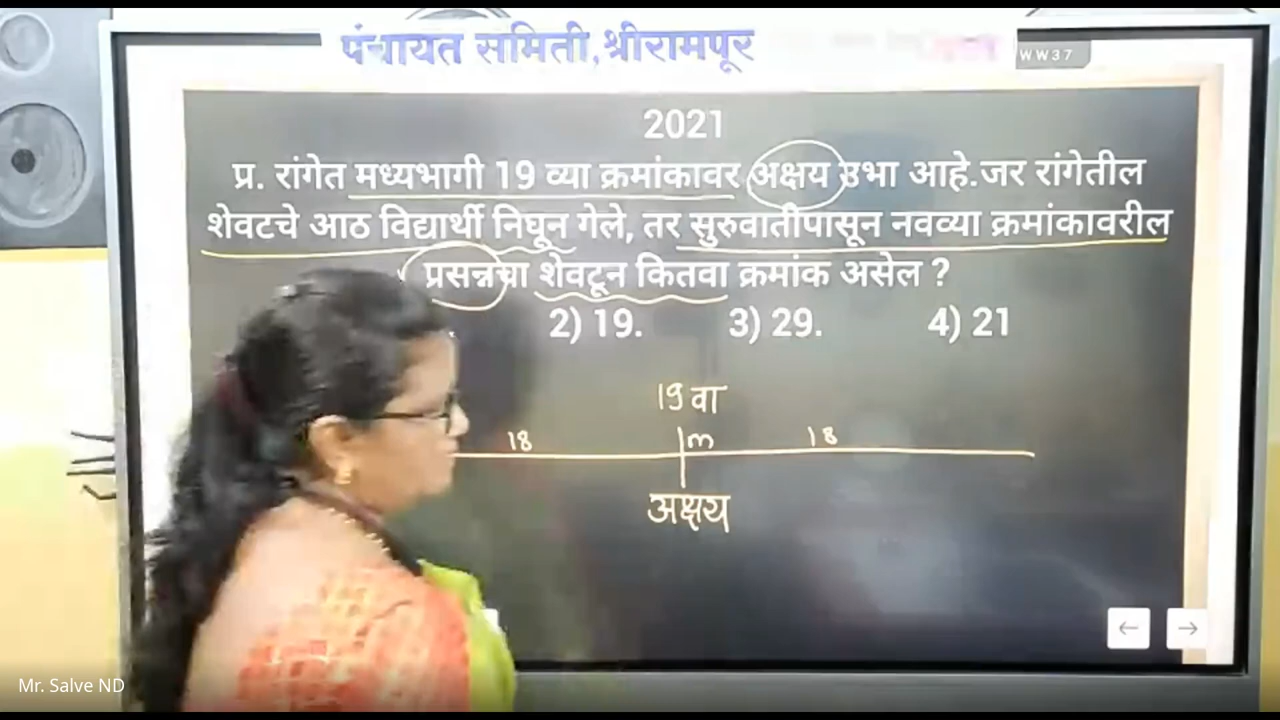 पंचायत समिती,श्रीरामपूर
WW37
2021
प्र. रांगेत मध्यभागी 19 व्या क्रमांकावर अक्षय उभा आहे.जर रांगेतील
शेवटचे आठ विद्यार्थी निघून गेले, तर सुरुवातीपासून नवव्या क्रमांकावरील
प्रसन्नचा शेवटून कितवा क्रमांक असेल ?
2) 19. 3) 29. 4) 21
19 वा
18 m 18
अक्षय
Mr. Salve ND